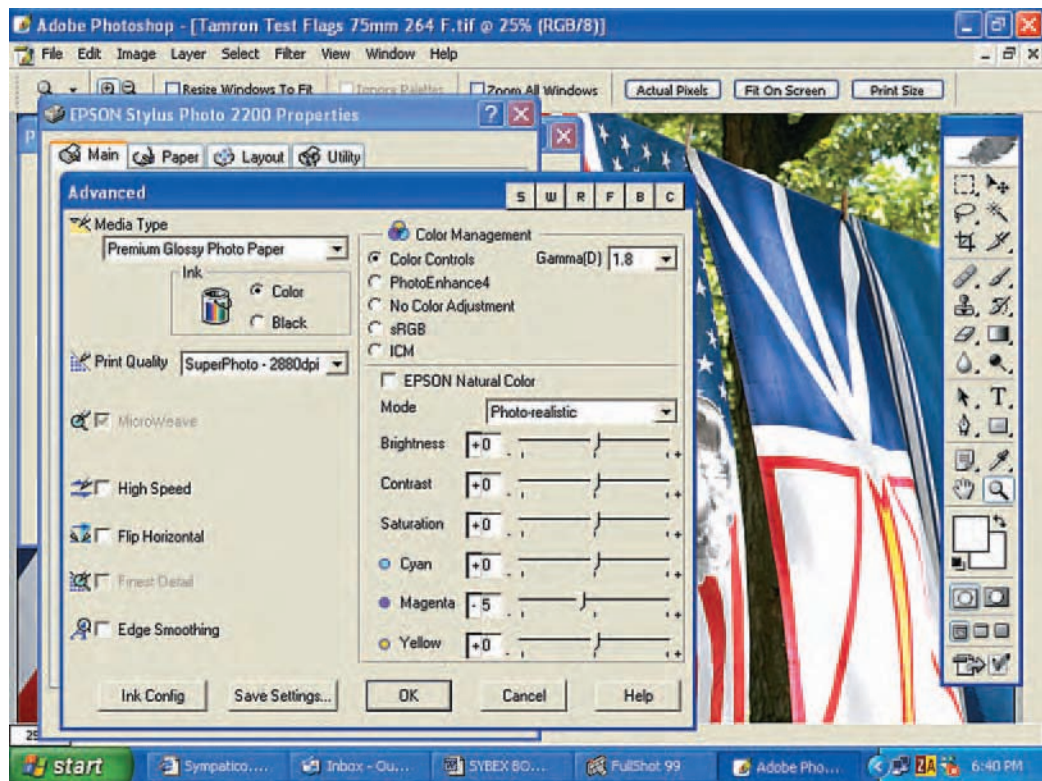 Adobe Photoshop - [Tamron Test Flags 75mm 264 F.tif @ 25% (RGB/8)]
File Edit Image Layer Select Filter View Window Help
Resize Windows To Fit Ignore Palettes Zoom All Windows Actual Pixels Fit On Screen Print Size
EPSON Stylus Photo 2200 Properties
Main Paper Layout Utility
Advanced S W R F B C
Media Type
Premium Glossy Photo Paper
Ink
Color
Black
Print Quality SuperPhoto - 2880dpi
MicroWeave
High Speed
Flip Horizontal
Finest Detail
Edge Smoothing
Color Management
Color Controls Gamma(D) 1.8
PhotoEnhance4
No Color Adjustment
sRGB
ICM
EPSON Natural Color
Mode Photo-realistic
Brightness +0 - +
Contrast +0 - +
Saturation +0 - +
Cyan +0 - +
Magenta -5 - +
Yellow +0 - +
Ink Config Save Settings... OK Cancel Help
start Sympatico.... Inbox - Ou... SYBEX BO... FullShot 99 Adobe Pho... ZA 6:40 PM